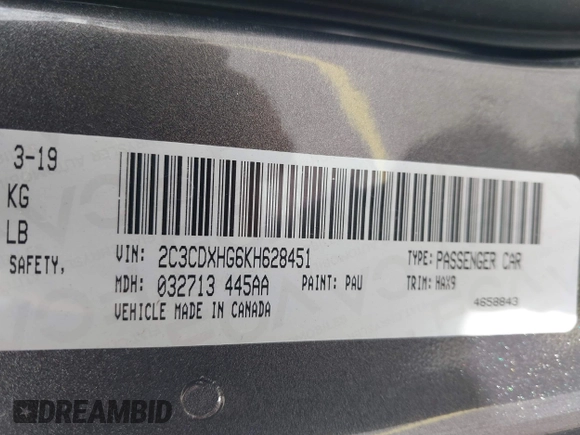 3-19
KG
LB
SAFETY,
VIN: 2C3CDXHG6KH628451
TYPE: PASSENGER CAR
MDH: 032713 445AA
PAINT: PAU
TRIM: HAX9
VEHICLE MADE IN CANADA
4658843
DREAMBID